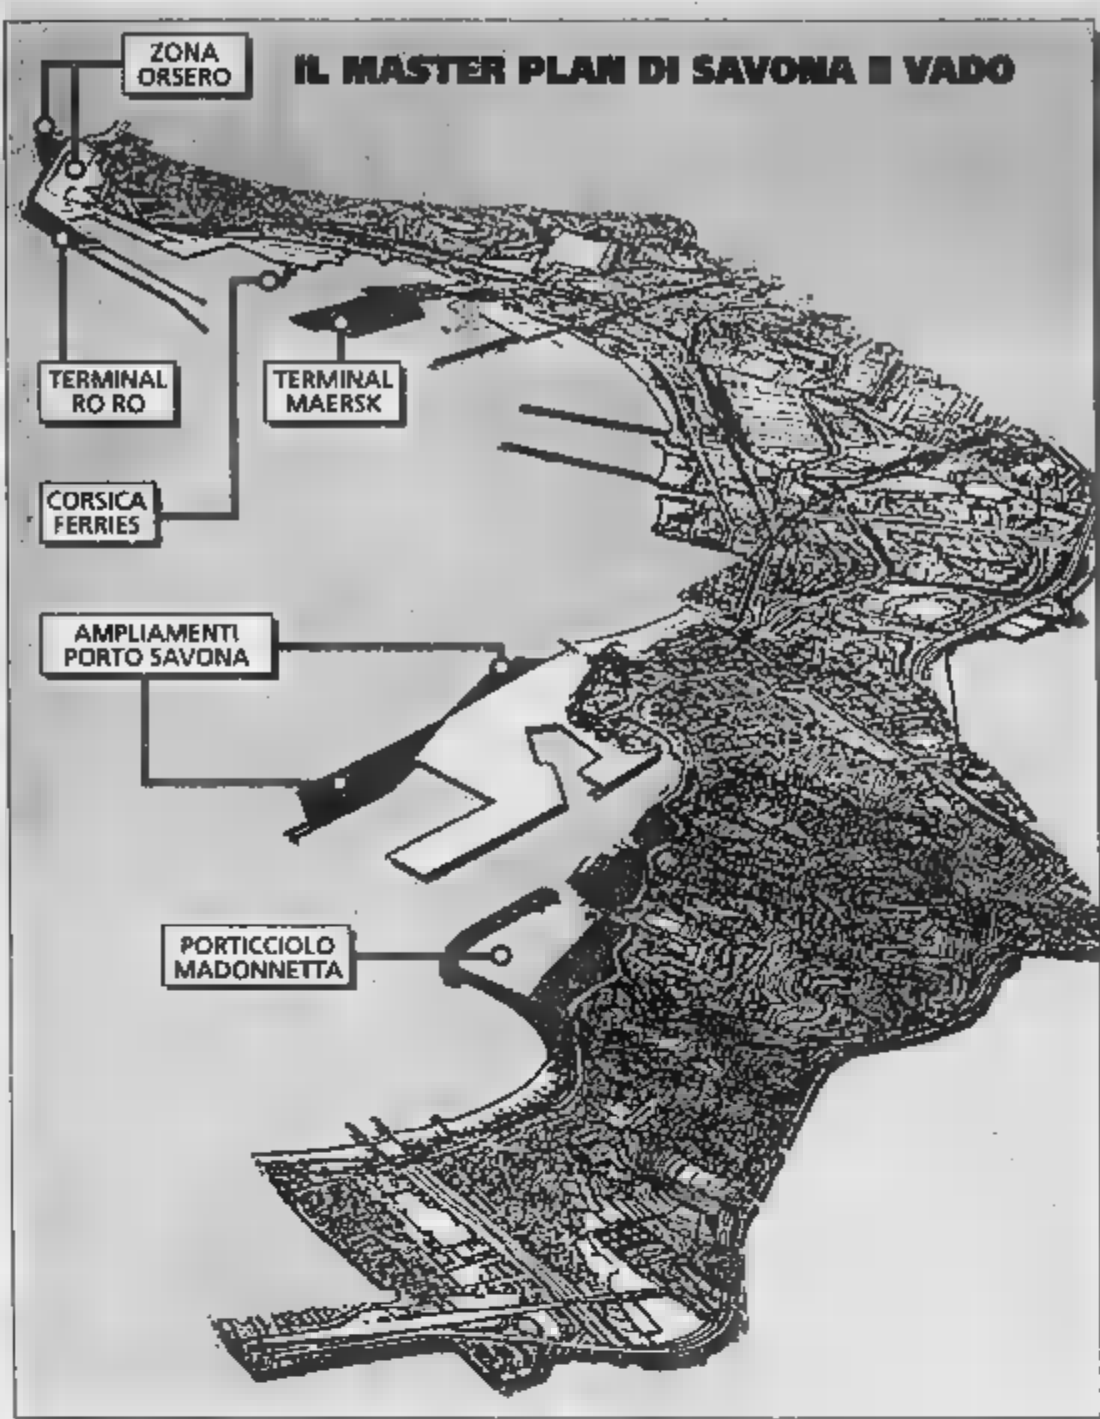 IL MASTER PLAN DI SAVONA E VADO
ZONA
ORSERO
TERMINAL
RO RO
TERMINAL
MAERSK
CORSICA
FERRIES
AMPLIAMENTI
PORTO SAVONA
PORTICCIOLO
MADONNETTA